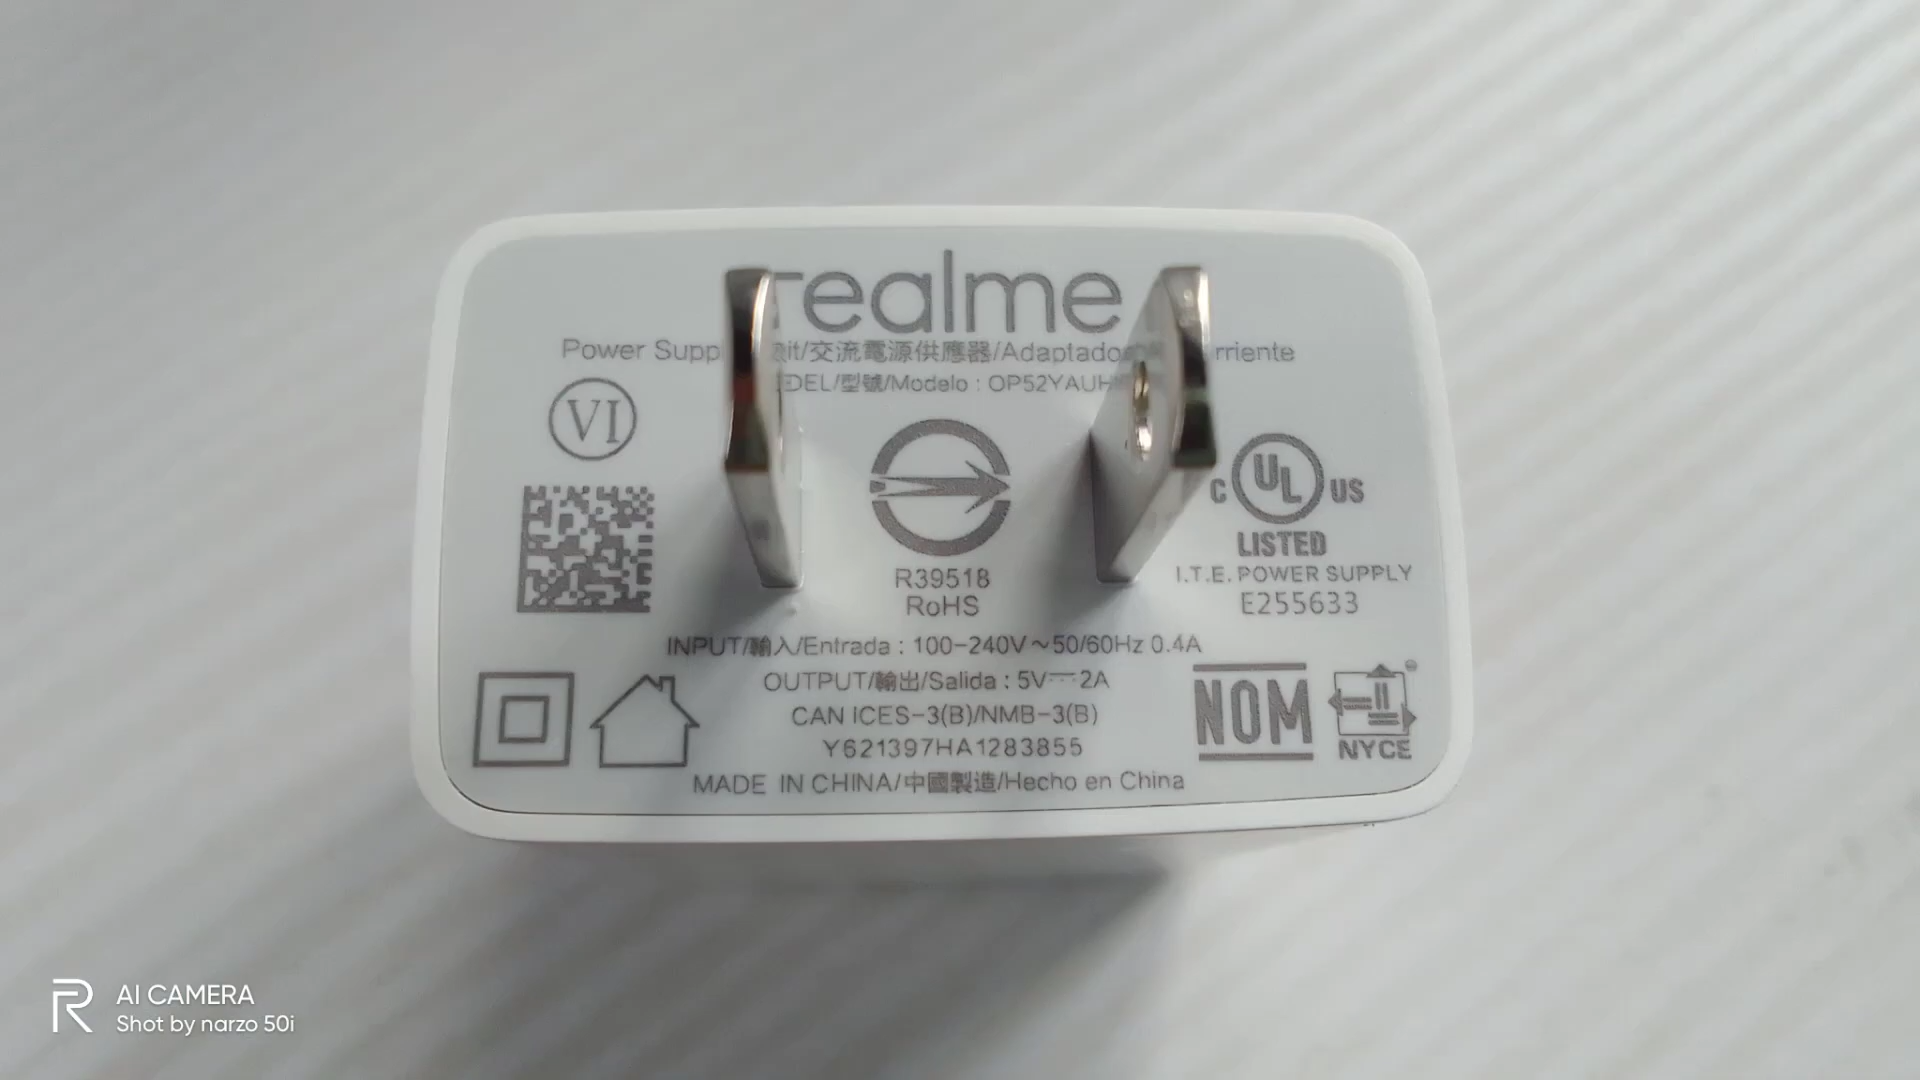 realme
Power Supp it/交流電源供應器/Adaptado rriente
DEL/型號/Modelo : OP52YAUH
VI
C UL US
LISTED
I.T.E. POWER SUPPLY
E255633
R39518
RoHS
INPUT/輸入/Entrada : 100-240V~50/60Hz 0.4A
OUTPUT/輸出/Salida : 5V⎓2A
CAN ICES-3(B)/NMB-3(B)
Y621397HA1283855
MADE IN CHINA/中國製造/Hecho en China
NOM
NYCE
R AI CAMERA
Shot by narzo 50i